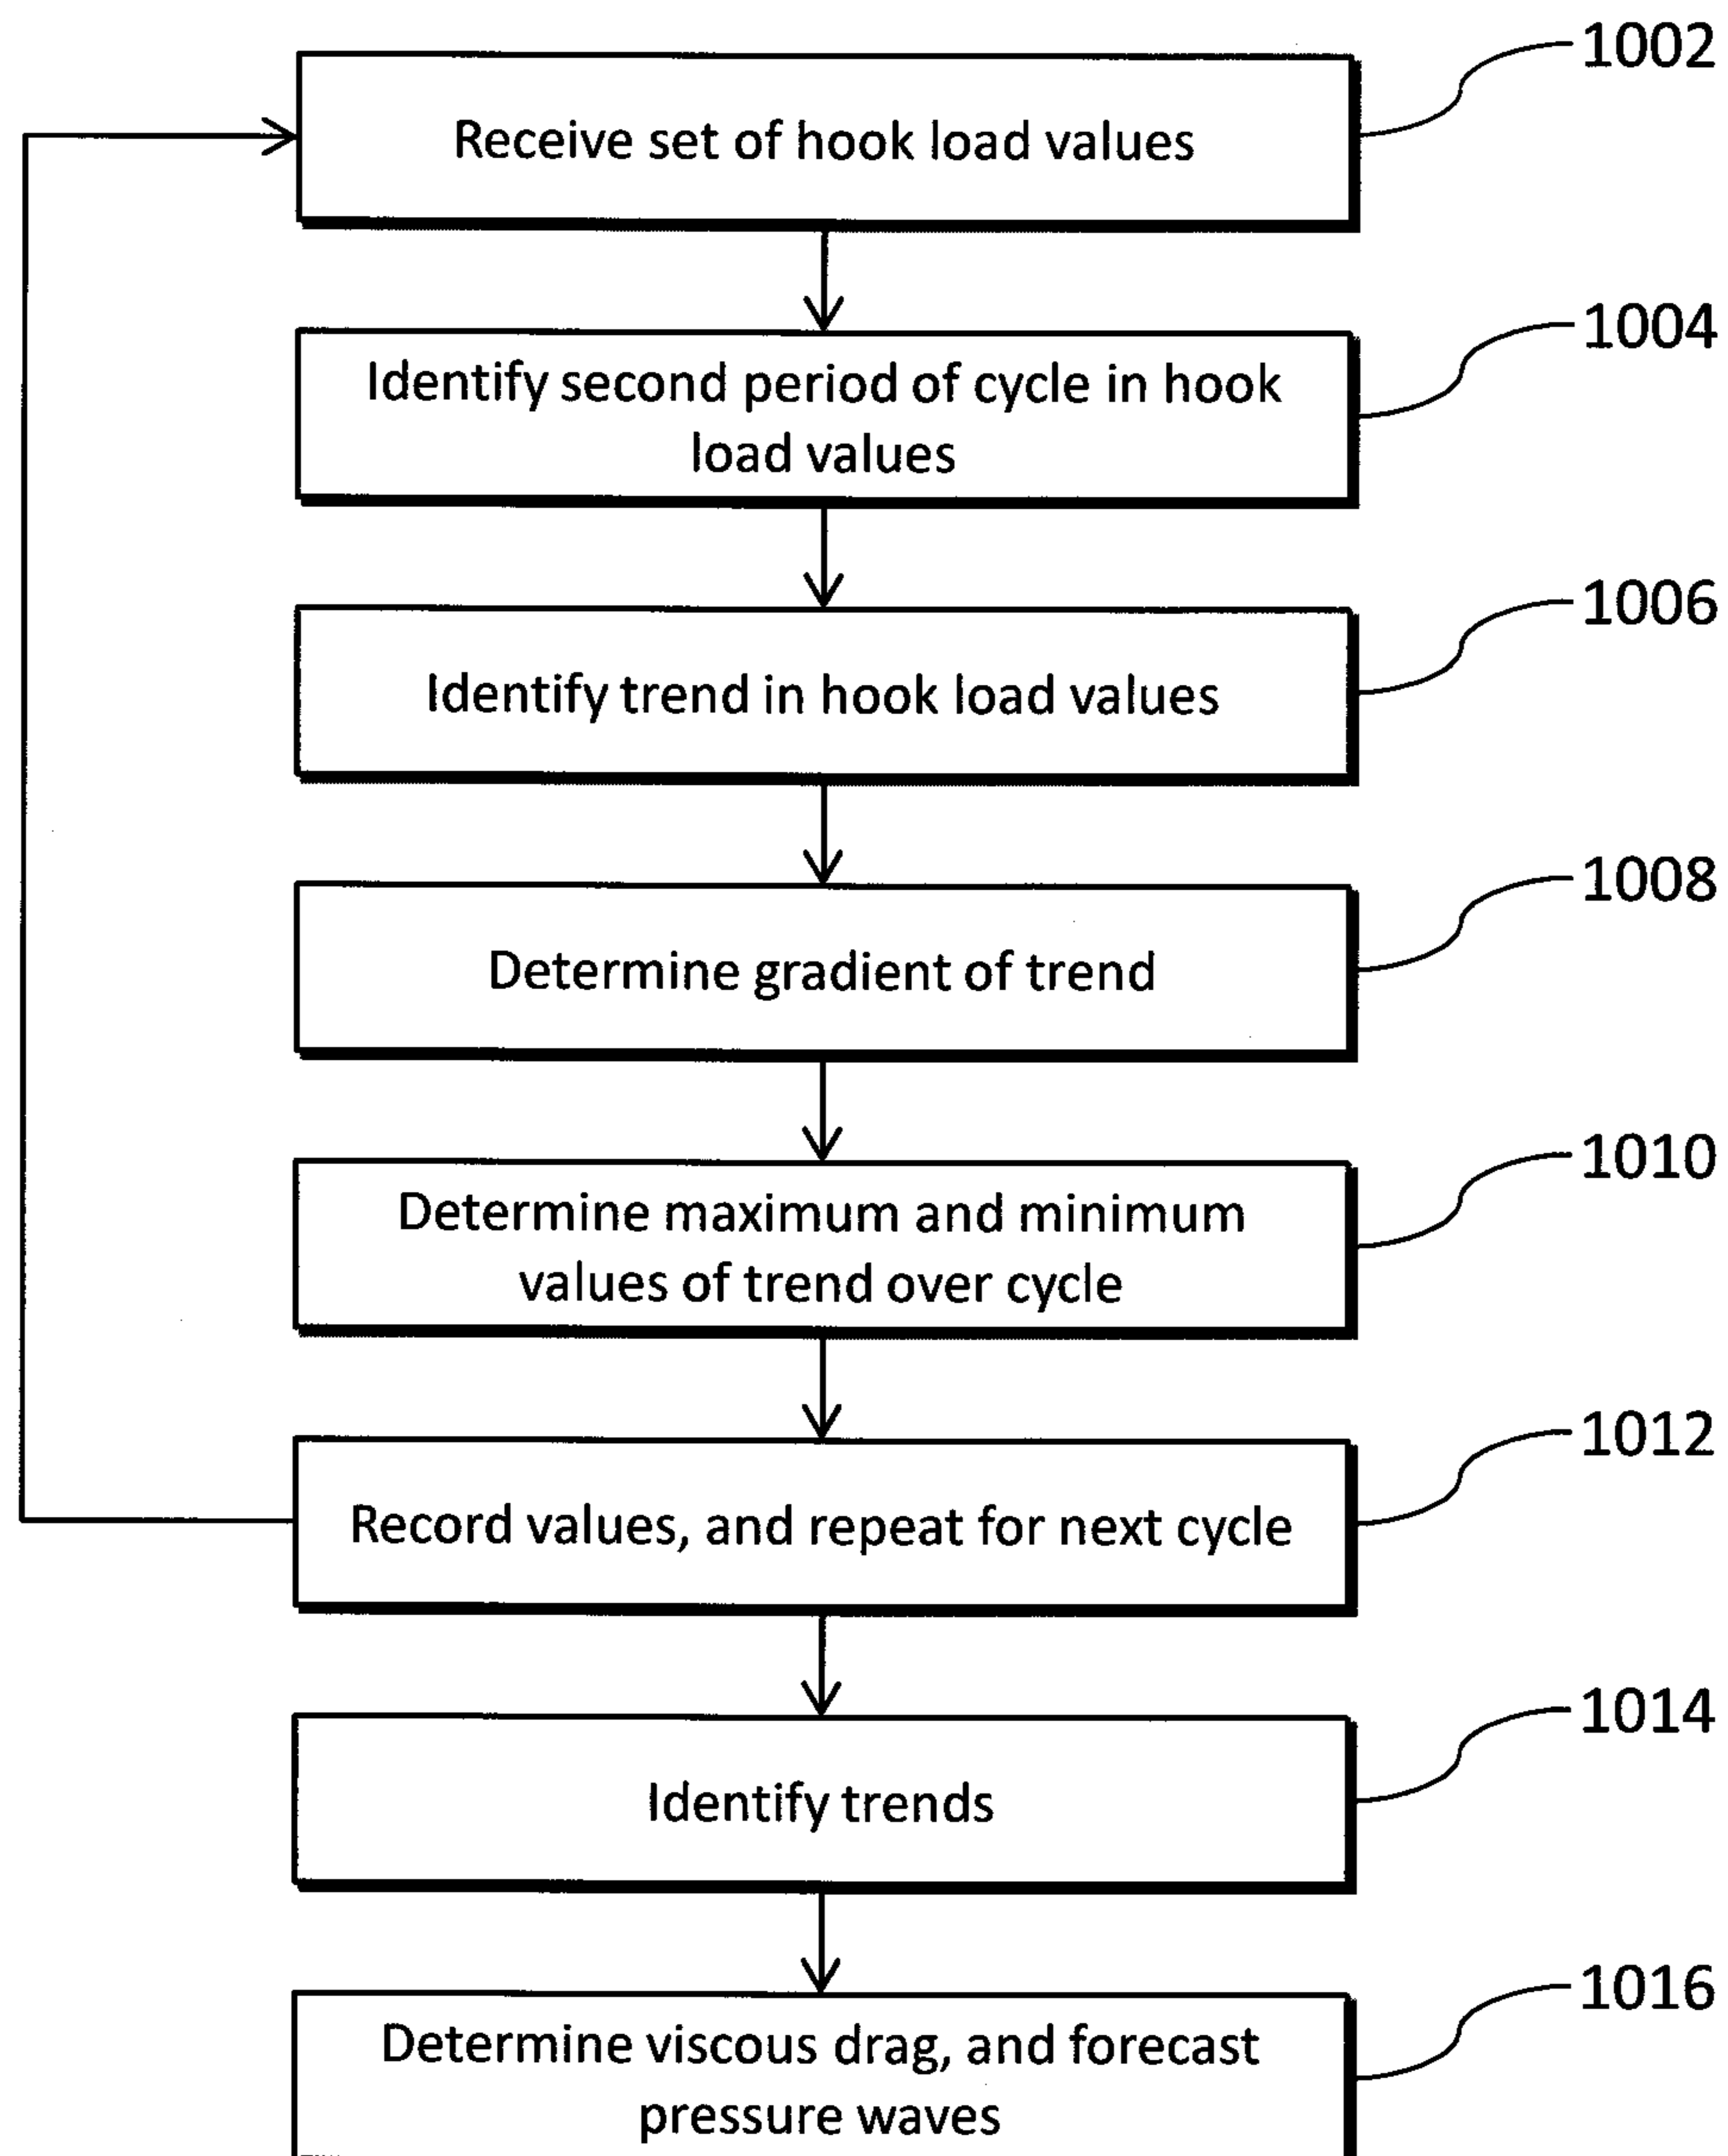 1002
Receive set of hook load values
1004
Identify second period of cycle in hook
load values
1006
Identify trend in hook load values
1008
Determine gradient of trend
1010
Determine maximum and minimum
values of trend over cycle
1012
Record values, and repeat for next cycle
1014
Identify trends
1016
Determine viscous drag, and forecast
pressure waves